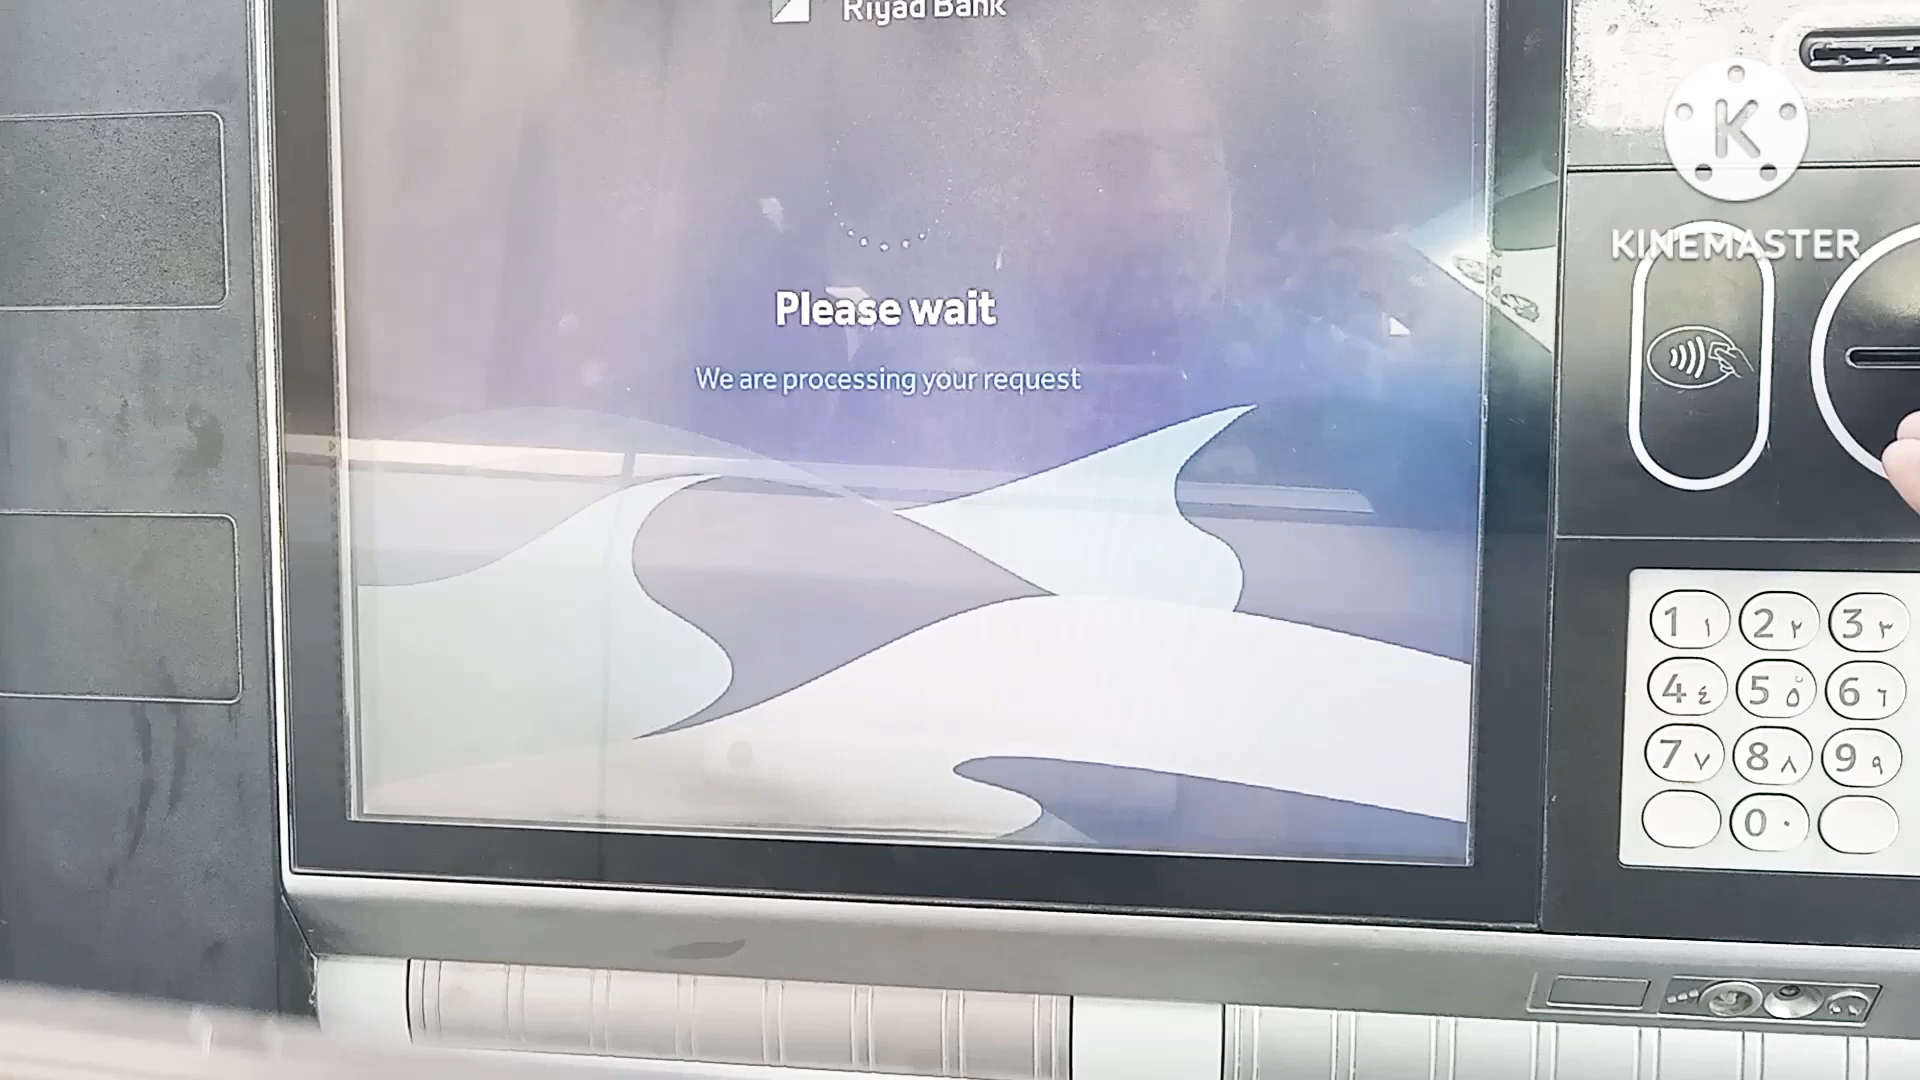 Riyad Bank
K
KINEMASTER
Please wait
We are processing your request
1 ١ 2 ٢ 3 ٣
4 ٤ 5 ٥ 6 ٦
7 ٧ 8 ٨ 9 ٩
0 ٠